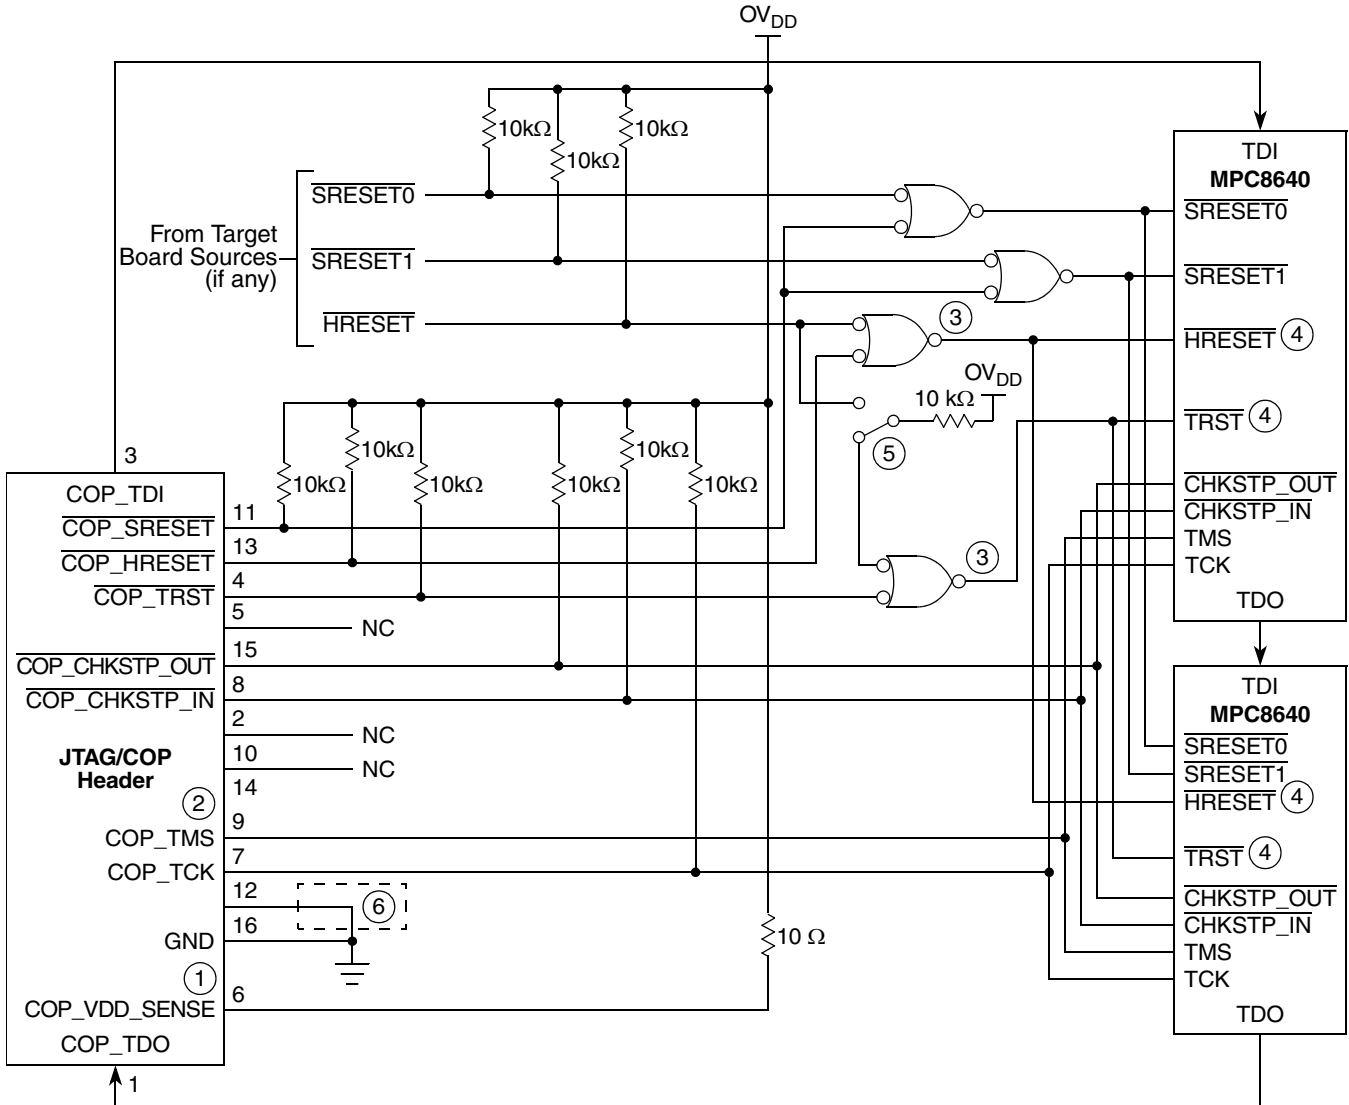 OVDD
10kΩ
10kΩ
10kΩ
TDI
MPC8640
SRESET0
SRESET0
From Target
Board Sources
(if any)
SRESET1
SRESET1
HRESET
3
HRESET 4
OVDD
10 kΩ
TRST 4
5
3
10kΩ
10kΩ
10kΩ
10kΩ
10kΩ
10kΩ
CHKSTP_OUT
CHKSTP_IN
TMS
TCK
TDO
COP_TDI
COP_SRESET 11
COP_HRESET 13
COP_TRST 4
3
5 NC
COP_CHKSTP_OUT 15
COP_CHKSTP_IN 8
2 NC
10 NC
JTAG/COP
Header
14
2
COP_TMS 9
COP_TCK 7
12
6
GND 16
1
COP_VDD_SENSE 6
10 Ω
COP_TDO
1
TDI
MPC8640
SRESET0
SRESET1
HRESET 4
TRST 4
CHKSTP_OUT
CHKSTP_IN
TMS
TCK
TDO